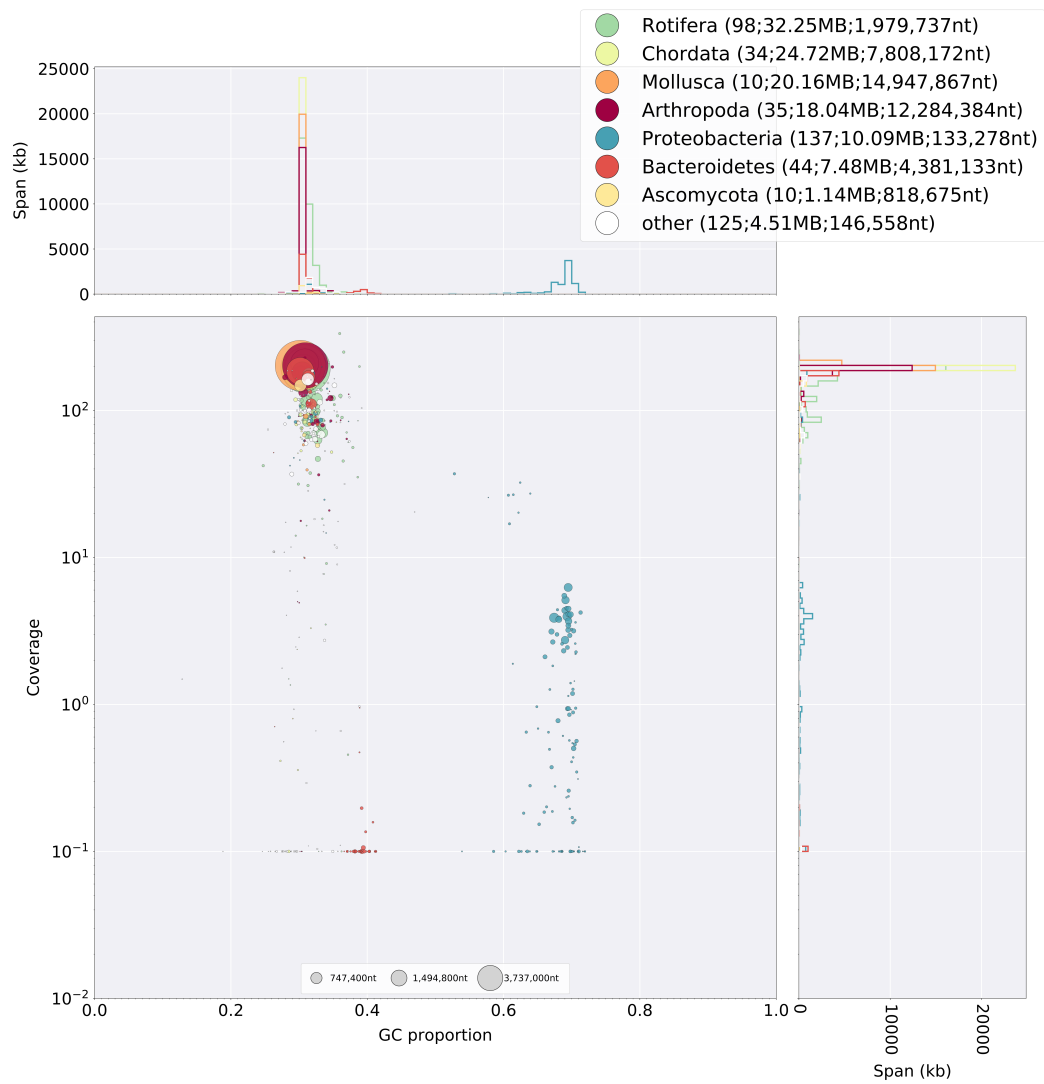 Rotifera (98;32.25MB;1,979,737nt)
Chordata (34;24.72MB;7,808,172nt)
Mollusca (10;20.16MB;14,947,867nt)
Arthropoda (35;18.04MB;12,284,384nt)
Proteobacteria (137;10.09MB;133,278nt)
Bacteroidetes (44;7.48MB;4,381,133nt)
Ascomycota (10;1.14MB;818,675nt)
other (125;4.51MB;146,558nt)
25000
20000
15000
10000
5000
0
Span (kb)
10²
10¹
10⁰
10⁻¹
10⁻²
Coverage
747,400nt 1,494,800nt 3,737,000nt
0.0 0.2 0.4 0.6 0.8 1.0
GC proportion
0 10000 20000
Span (kb)